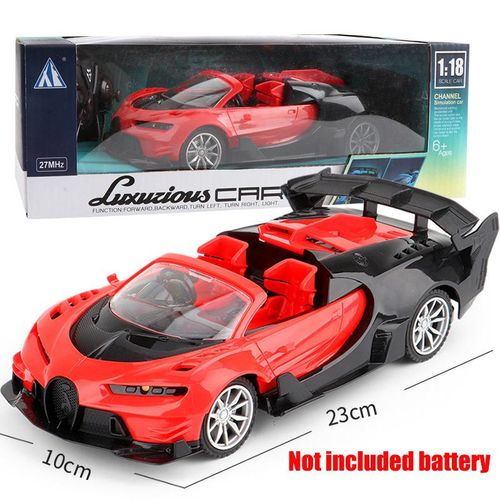 1:18
SCALE CAR
CHANNEL
Simulation car
6+
Ages
27MHz
Luxurious CAR
FUNCTION:FORWARD,BACKWARD,TURN LEFT, TURN RIGHT, LIGHT.
23cm
10cm
Not included battery